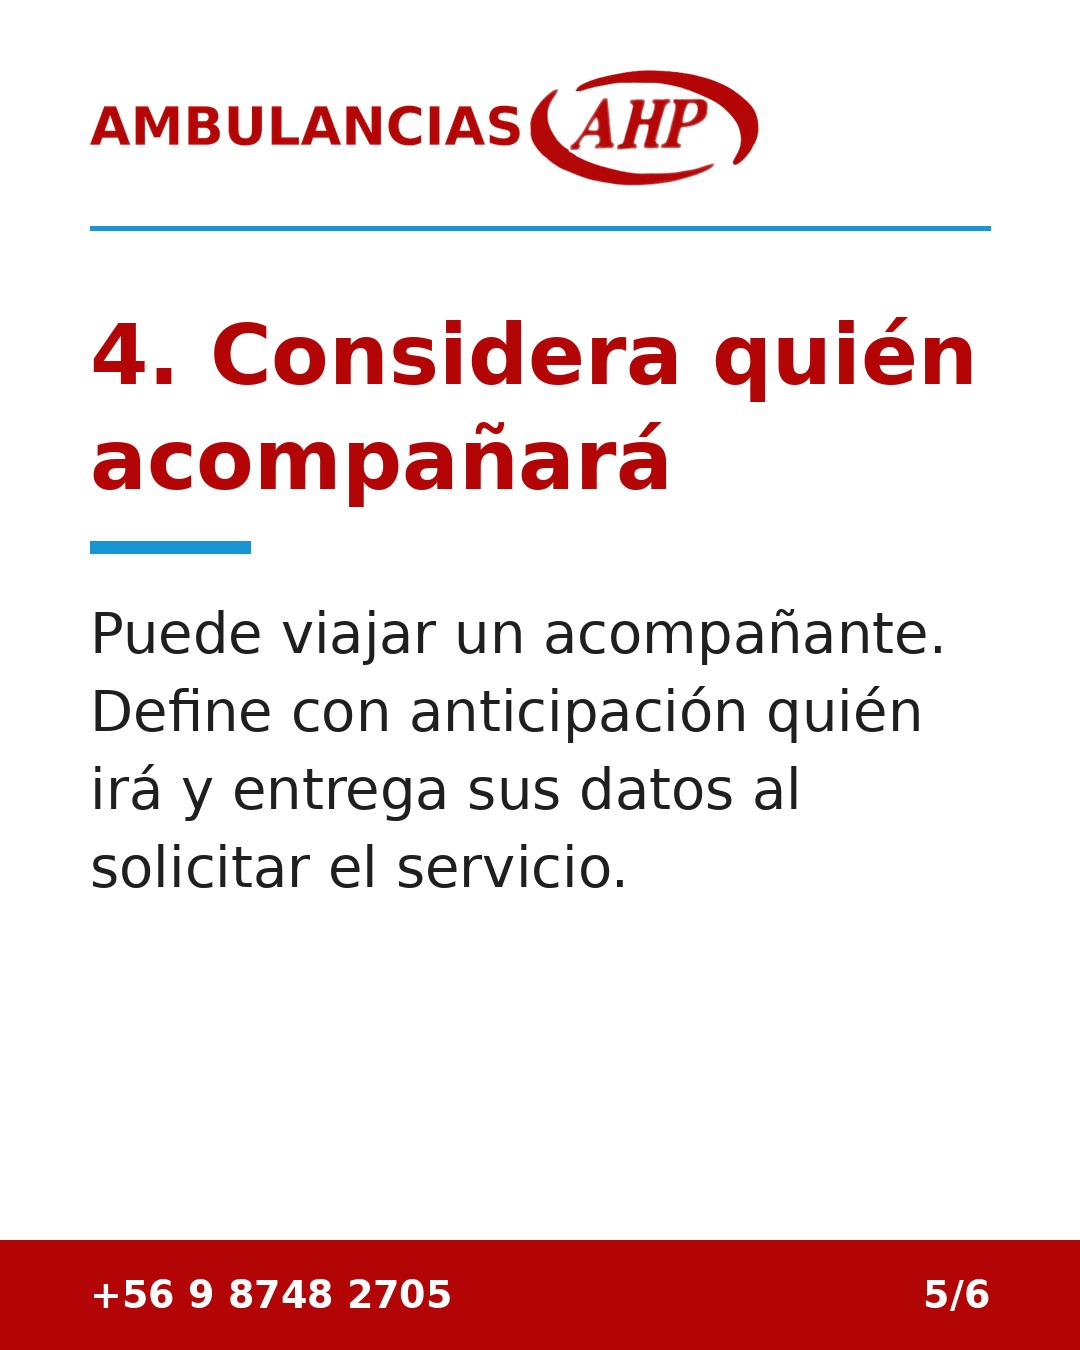 AMBULANCIAS AHP
4. Considera quién
acompañará
Puede viajar un acompañante.
Define con anticipación quién
irá y entrega sus datos al
solicitar el servicio.
+56 9 8748 2705 5/6